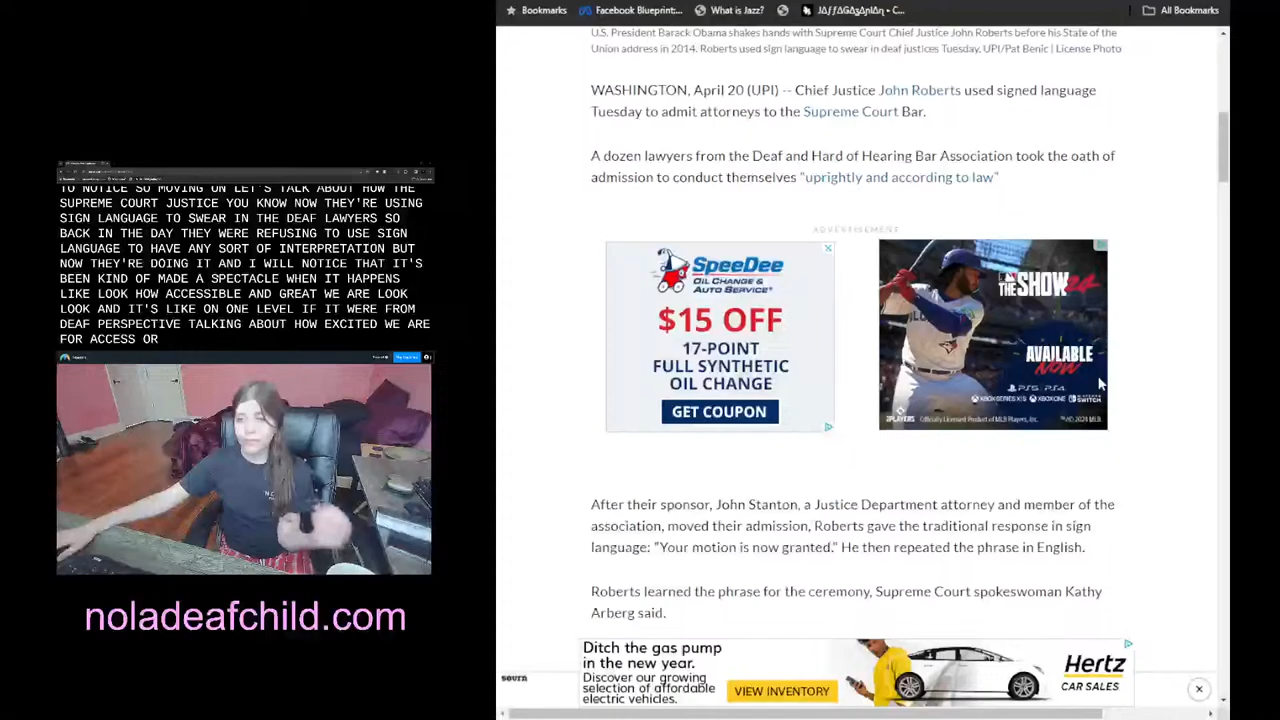 Bookmarks
Facebook Blueprint:...
What is Jazz?
All Bookmarks
TO NOTICE SO MOVING ON LET'S TALK ABOUT HOW THE
SUPREME COURT JUSTICE YOU KNOW NOW THEY'RE USING
SIGN LANGUAGE TO SWEAR IN THE DEAF LAWYERS SO
BACK IN THE DAY THEY WERE REFUSING TO USE SIGN
LANGUAGE TO HAVE ANY SORT OF INTERPRETATION BUT
NOW THEY'RE DOING IT AND I WILL NOTICE THAT IT'S
BEEN KIND OF MADE A SPECTACLE WHEN IT HAPPENS
LIKE LOOK HOW ACCESSIBLE AND GREAT WE ARE LOOK
LOOK AND IT'S LIKE ON ONE LEVEL IF IT WERE FROM
DEAF PERSPECTIVE TALKING ABOUT HOW EXCITED WE ARE
FOR ACCESS OR
noladeafchild.com
U.S. President Barack Obama shakes hands with Supreme Court Chief Justice John Roberts before his State of the
Union address in 2014. Roberts used sign language to swear in deaf justices Tuesday. UPI/Pat Benic | License Photo
WASHINGTON, April 20 (UPI) -- Chief Justice John Roberts used signed language
Tuesday to admit attorneys to the Supreme Court Bar.
A dozen lawyers from the Deaf and Hard of Hearing Bar Association took the oath of
admission to conduct themselves "uprightly and according to law"
ADVERTISEMENT
SpeeDee
OIL CHANGE &
AUTO SERVICE®
$15 OFF
17-POINT
FULL SYNTHETIC
OIL CHANGE
GET COUPON
THE SHOW 24
AVAILABLE
NOW
PS5 PS4
XBOX SERIES X|S XBOX ONE SWITCH
Officially Licensed Product of MLB Players, Inc.
After their sponsor, John Stanton, a Justice Department attorney and member of the
association, moved their admission, Roberts gave the traditional response in sign
language: "Your motion is now granted." He then repeated the phrase in English.
Roberts learned the phrase for the ceremony, Supreme Court spokeswoman Kathy
Arberg said.
Ditch the gas pump
in the new year.
Discover our growing
selection of affordable
electric vehicles.
VIEW INVENTORY
Hertz
CAR SALES